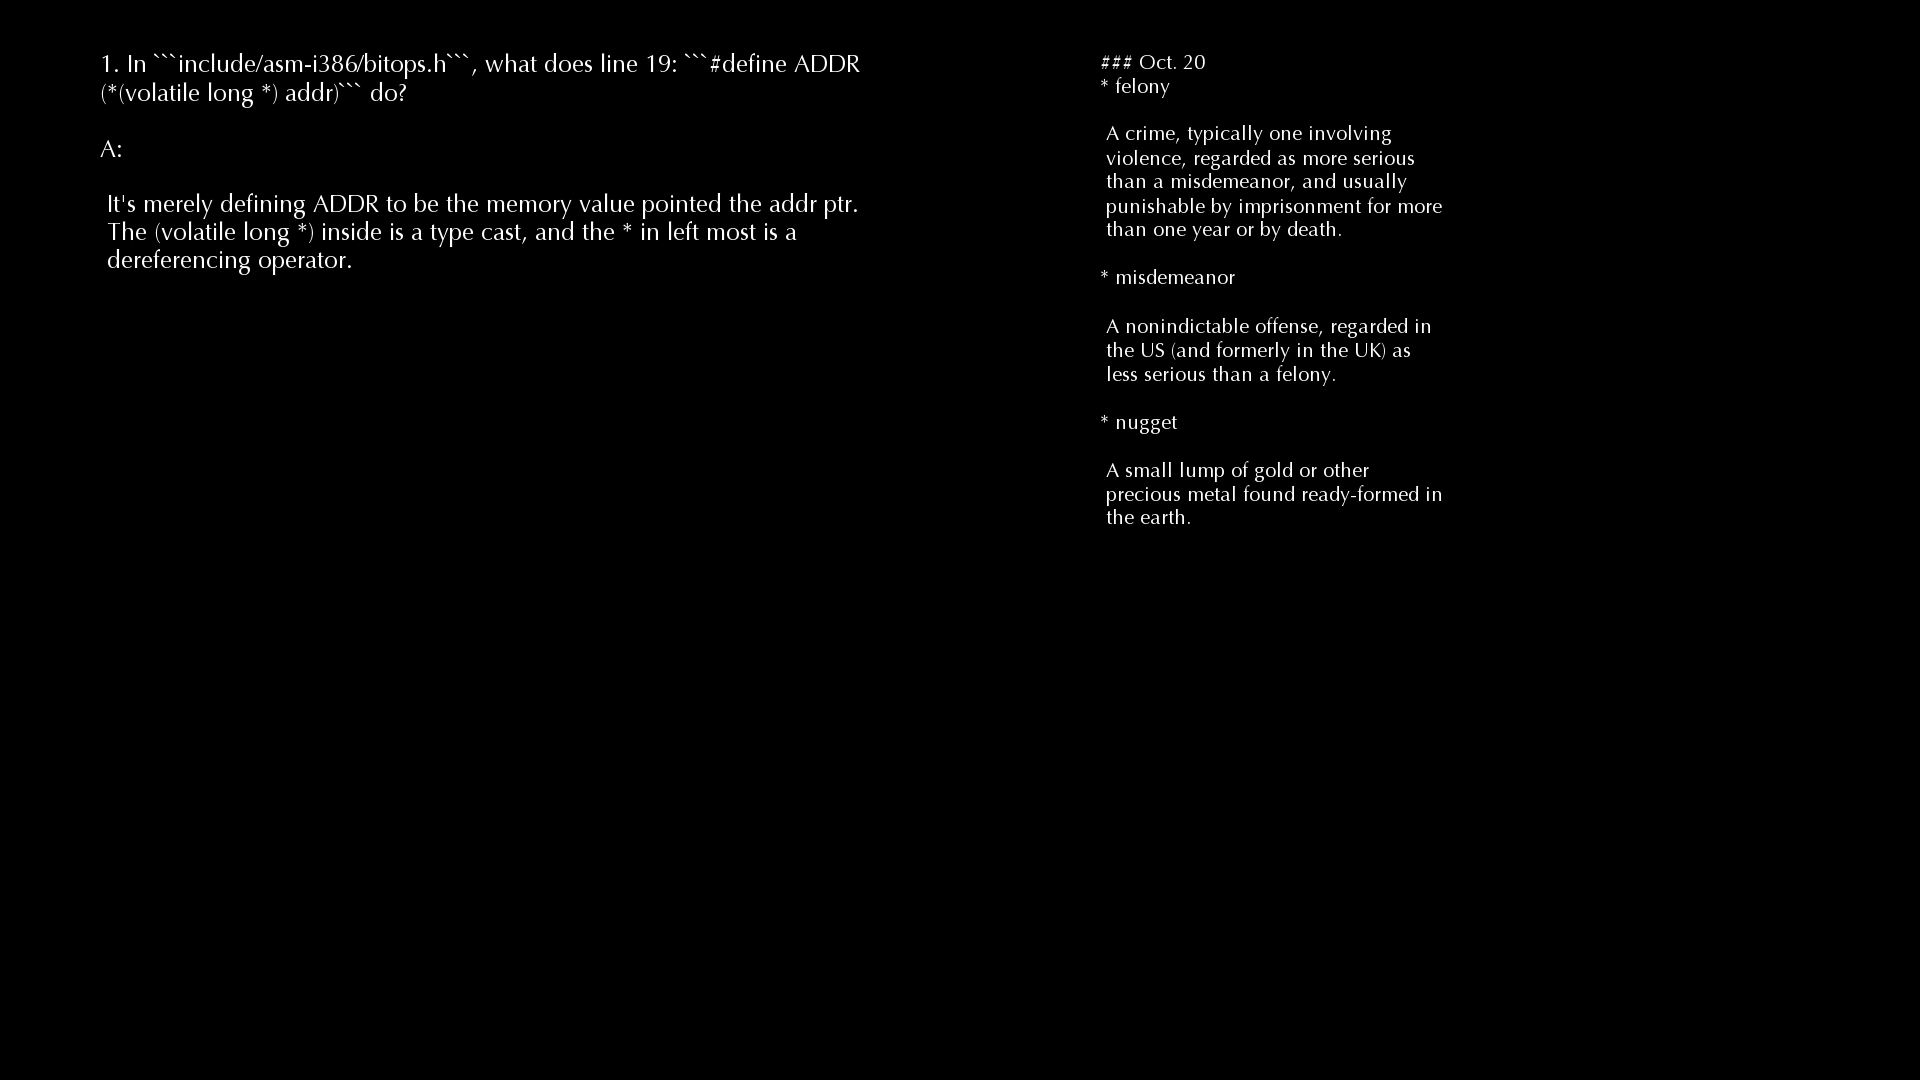 1. In ```include/asm-i386/bitops.h```, what does line 19: ```#define ADDR
(*(volatile long *) addr)``` do?
A:
It's merely defining ADDR to be the memory value pointed the addr ptr.
The (volatile long *) inside is a type cast, and the * in left most is a
dereferencing operator.
### Oct. 20
* felony
A crime, typically one involving
violence, regarded as more serious
than a misdemeanor, and usually
punishable by imprisonment for more
than one year or by death.
* misdemeanor
A nonindictable offense, regarded in
the US (and formerly in the UK) as
less serious than a felony.
* nugget
A small lump of gold or other
precious metal found ready-formed in
the earth.